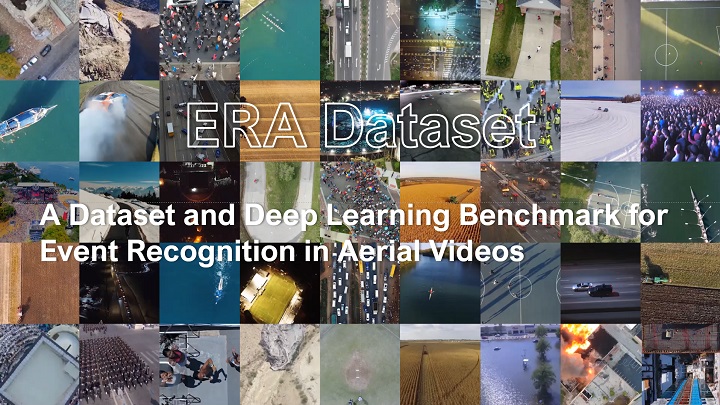 ERA Dataset
A Dataset and Deep Learning Benchmark for
Event Recognition in Aerial Videos